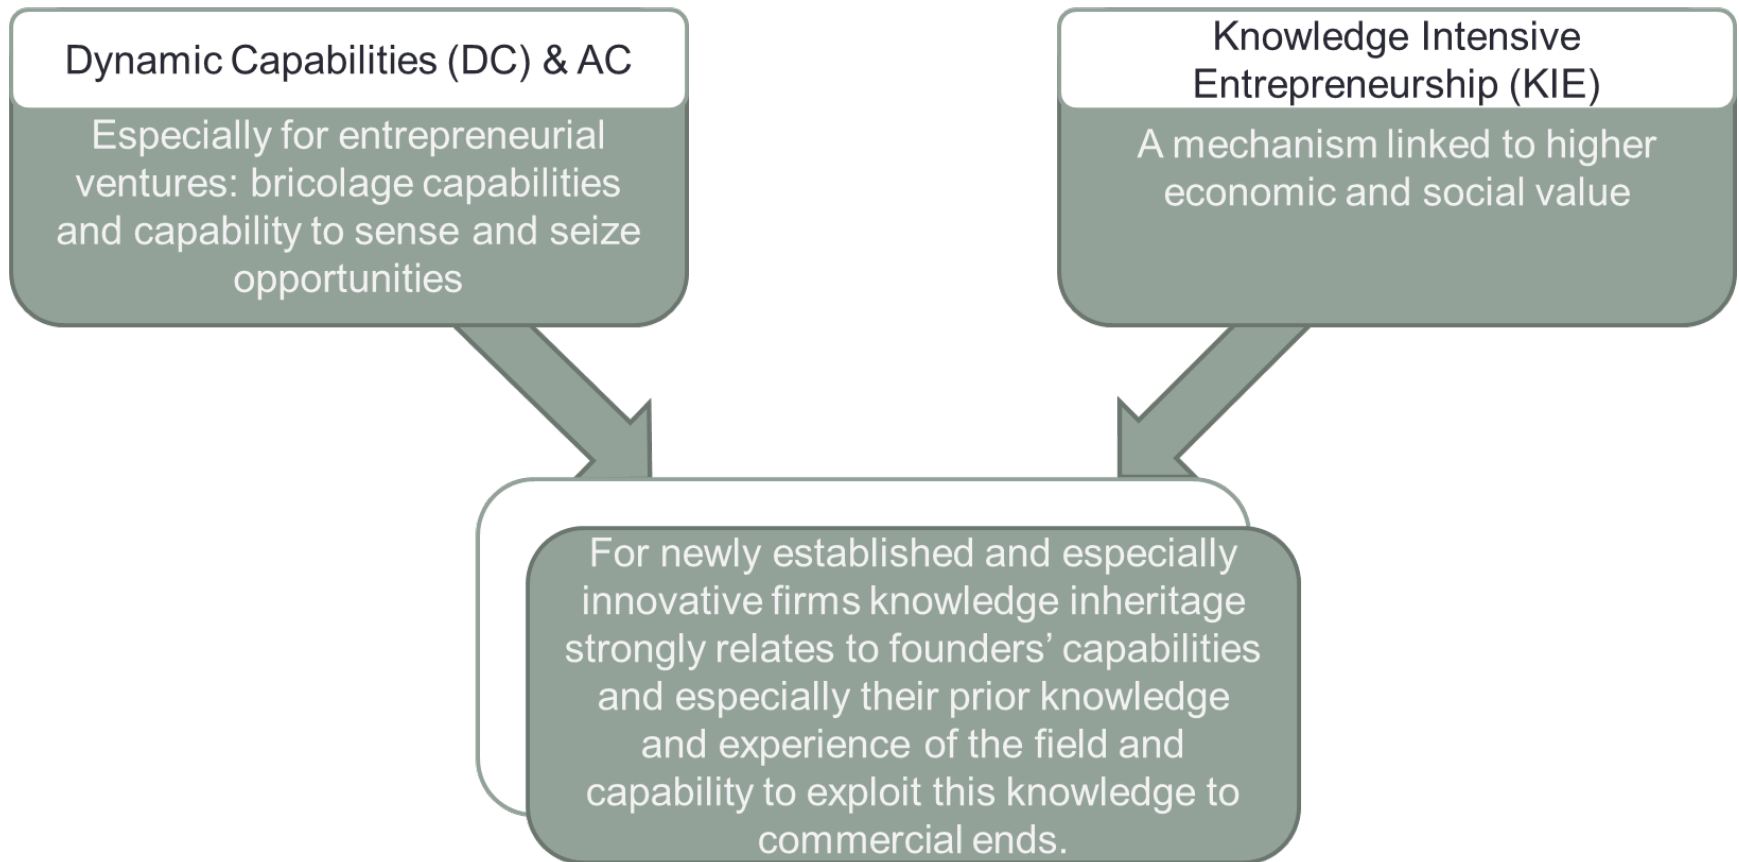 Dynamic Capabilities (DC) & AC
Especially for entrepreneurial
ventures: bricolage capabilities
and capability to sense and seize
opportunities
Knowledge Intensive
Entrepreneurship (KIE)
A mechanism linked to higher
economic and social value
For newly established and especially
innovative firms knowledge inheritage
strongly relates to founders’ capabilities
and especially their prior knowledge
and experience of the field and
capability to exploit this knowledge to
commercial ends.